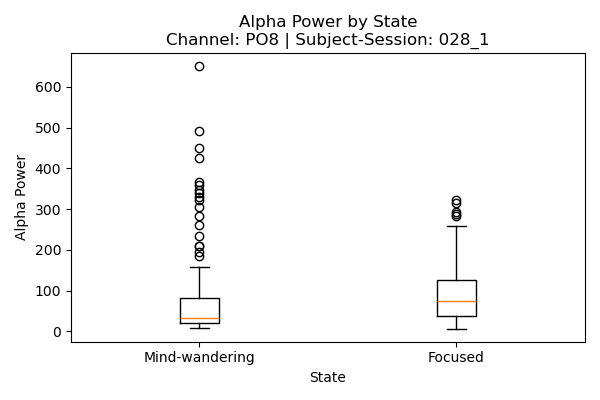 Alpha Power by State
Channel: PO8 | Subject-Session: 028_1
Alpha Power
600
500
400
300
200
100
0
Mind-wandering
Focused
State